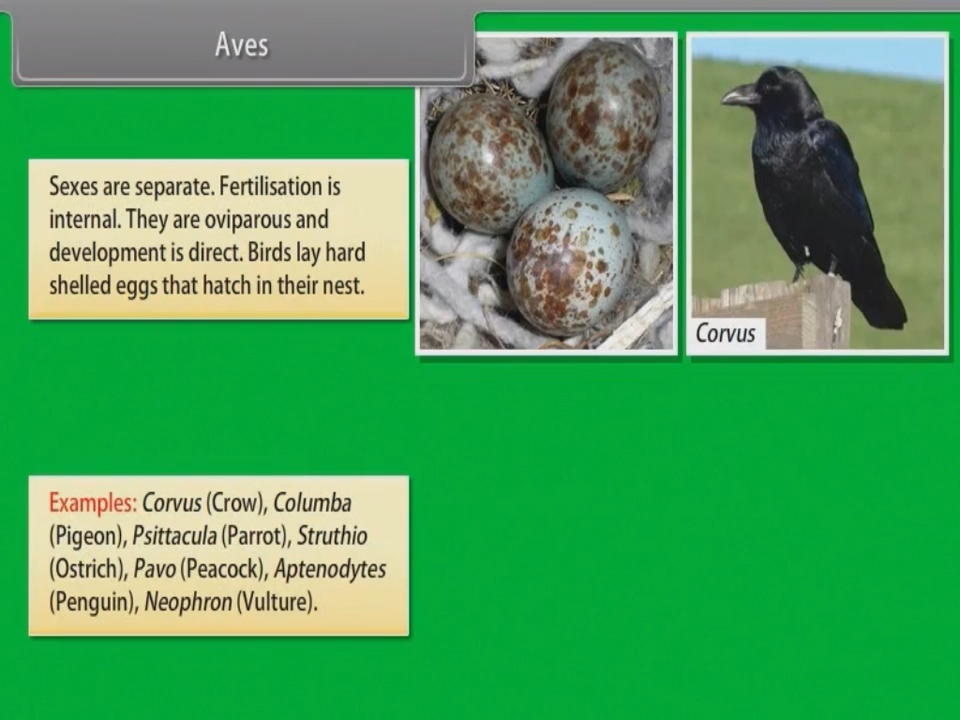 Aves
Sexes are separate. Fertilisation is
internal. They are oviparous and
development is direct. Birds lay hard
shelled eggs that hatch in their nest.
Corvus
Examples: Corvus (Crow), Columba
(Pigeon), Psittacula (Parrot), Struthio
(Ostrich), Pavo (Peacock), Aptenodytes
(Penguin), Neophron (Vulture).